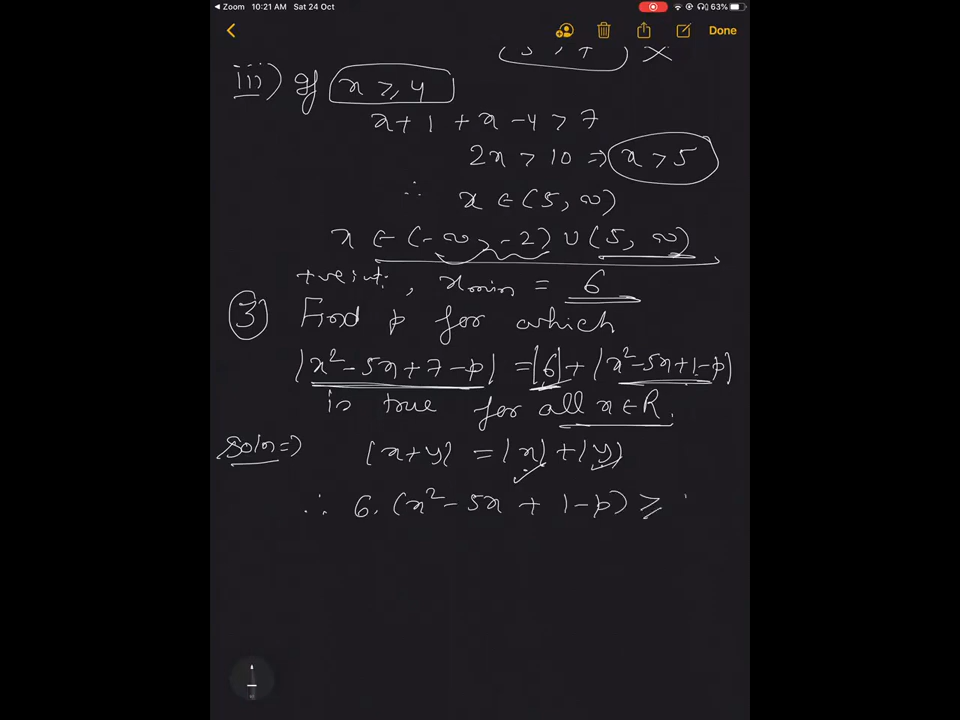 Zoom 10:21 AM Sat 24 Oct 63%
Done
iii) If x ≥ 4
x + 1 + x - 4 > 7
2x > 10 ⇒ x > 5
∴ x ∈ (5, ∞)
x ∈ (-∞, -2) ∪ (5, ∞)
+ve int., x min = 6
3 Find p for which
|x² - 5x + 7 - p| = |6| + |x² - 5x + 1 - p|
is true for all x ∈ R.
Soln ⇒ |x + y| = |x| + |y|
∴ 6. (x² - 5x + 1 - p) ≥